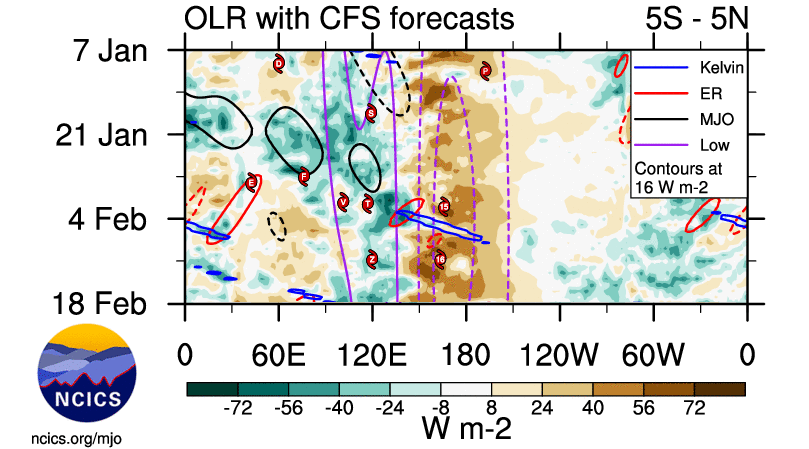 OLR with CFS forecasts 5S - 5N
7 Jan
21 Jan
4 Feb
18 Feb
Kelvin
ER
MJO
Low
Contours at
16 W m-2
D
P
S
E
F
V
T
15
Z
16
0 60E 120E 180 120W 60W 0
-72 -56 -40 -24 -8 8 24 40 56 72
W m-2
NCICS
ncics.org/mjo